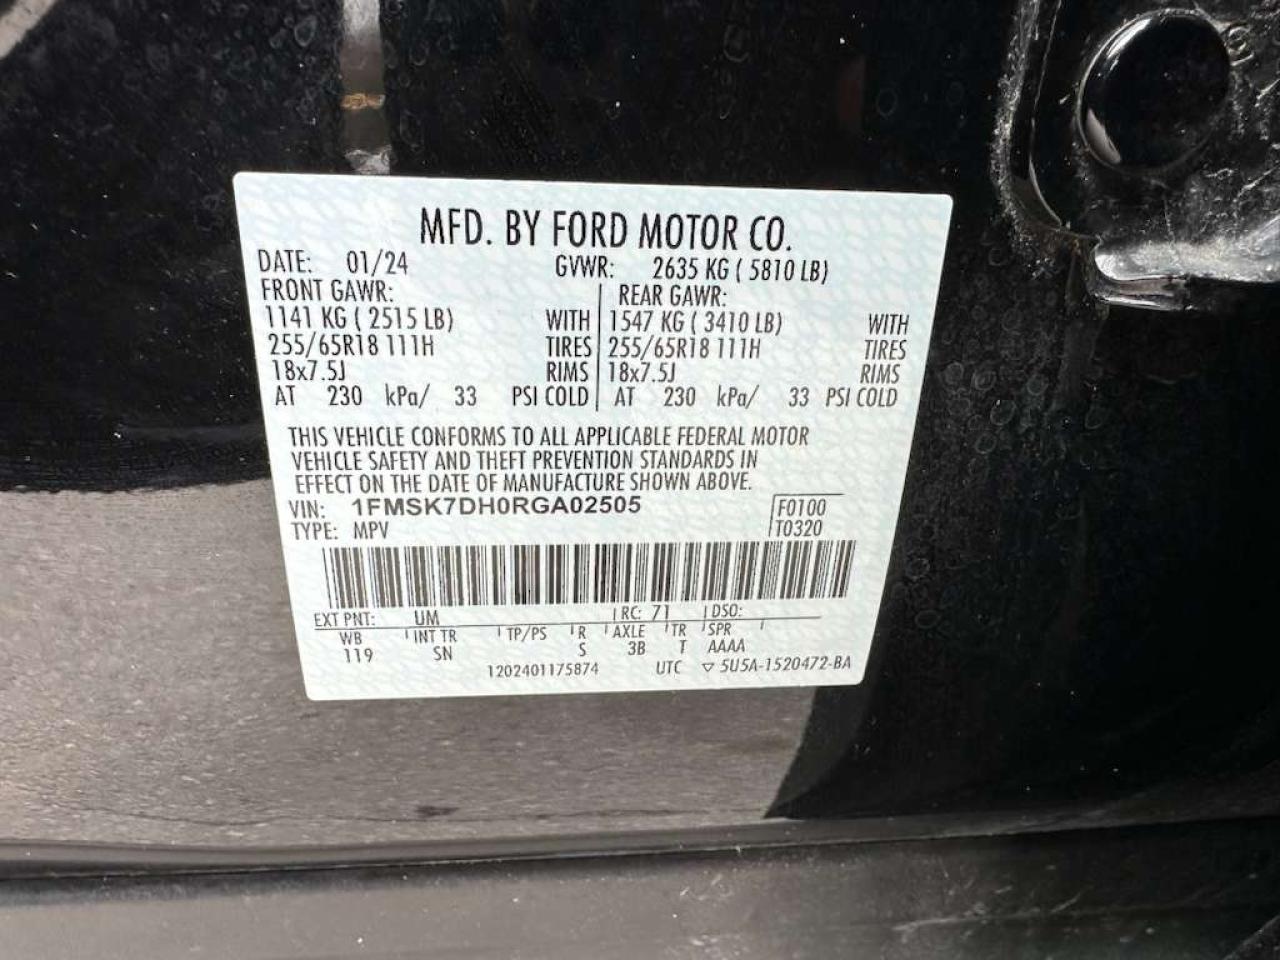 MFD. BY FORD MOTOR CO.
DATE: 01/24 GVWR: 2635 KG ( 5810 LB)
FRONT GAWR: REAR GAWR:
1141 KG ( 2515 LB) WITH 1547 KG ( 3410 LB) WITH
255/65R18 111H TIRES 255/65R18 111H TIRES
18x7.5J RIMS 18x7.5J RIMS
AT 230 kPa/ 33 PSI COLD AT 230 kPa/ 33 PSI COLD
THIS VEHICLE CONFORMS TO ALL APPLICABLE FEDERAL MOTOR
VEHICLE SAFETY AND THEFT PREVENTION STANDARDS IN
EFFECT ON THE DATE OF MANUFACTURE SHOWN ABOVE.
VIN: 1FMSK7DH0RGA02505 F0100
TYPE: MPV T0320
EXT PNT: UM RC: 71 DSO:
WB INT TR TP/PS R AXLE TR SPR
119 SN S 3B T AAAA
1202401175874 UTC ▽ 5U5A-1520472-BA